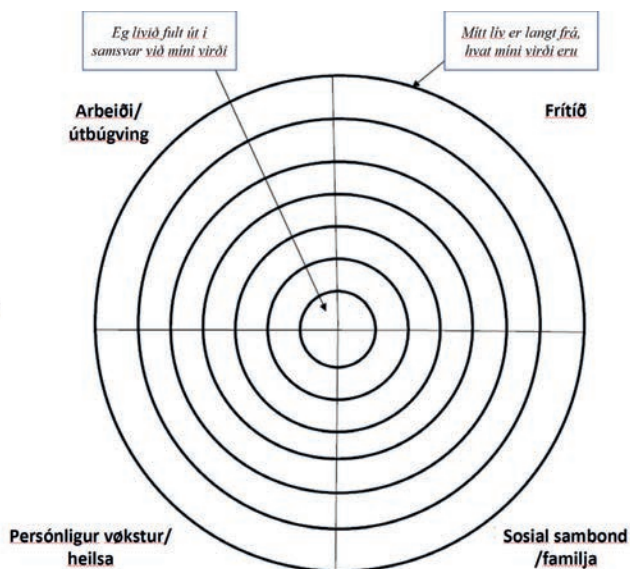 Eg livið fult út í
samsvar við míni virði
Mítt lív er langt frá,
hvat míni virði eru
Arbeiði/
útbúgving
Frítíð
Persónligur vøkstur/
heilsa
Sosial sambond
/familja